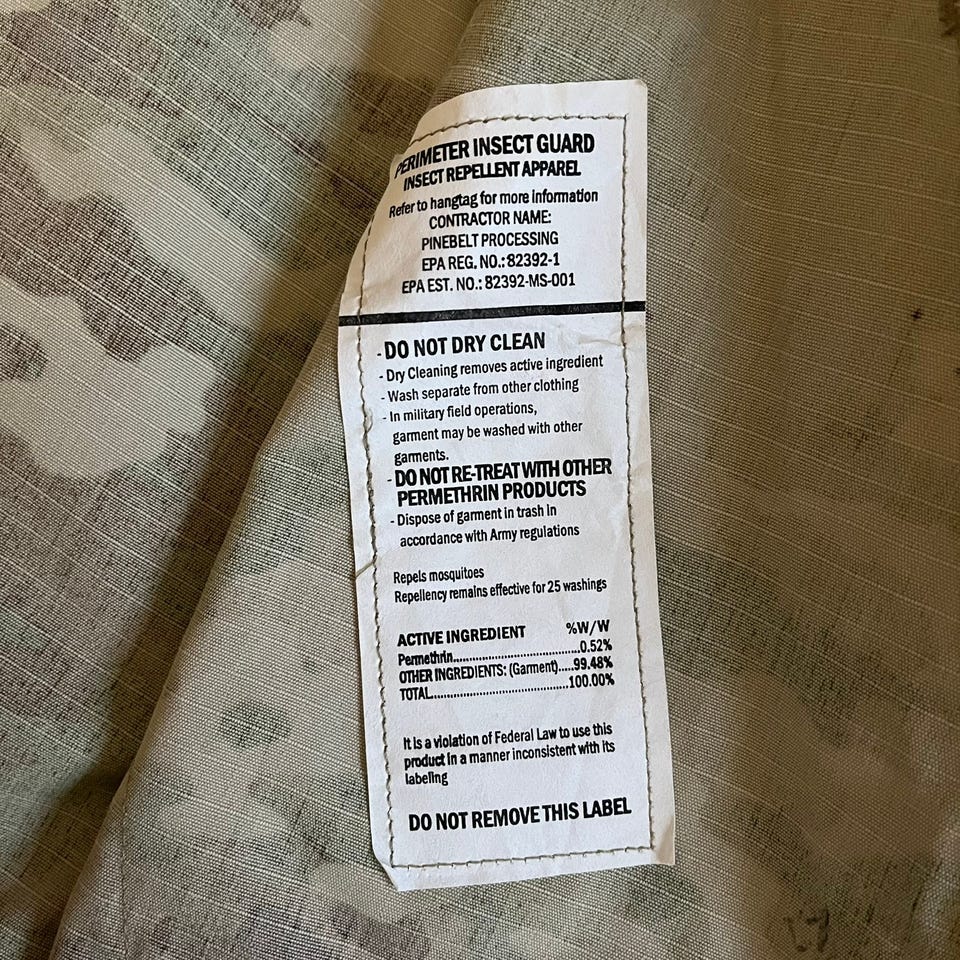 PERIMETER INSECT GUARD
INSECT REPELLENT APPAREL
Refer to hangtag for more information
CONTRACTOR NAME:
PINEBELT PROCESSING
EPA REG. NO.: 82392-1
EPA EST. NO.: 82392-MS-001
- DO NOT DRY CLEAN
- Dry Cleaning removes active ingredient
- Wash separate from other clothing
- In military field operations,
garment may be washed with other
garments.
- DO NOT RE-TREAT WITH OTHER
PERMETHRIN PRODUCTS
- Dispose of garment in trash in
accordance with Army regulations
Repels mosquitoes
Repellency remains effective for 25 washings
ACTIVE INGREDIENT %W/W
Permethrin.......................................0.52%
OTHER INGREDIENTS: (Garment).....99.48%
TOTAL...........................................100.00%
It is a violation of Federal Law to use this
product in a manner inconsistent with its
labeling
DO NOT REMOVE THIS LABEL